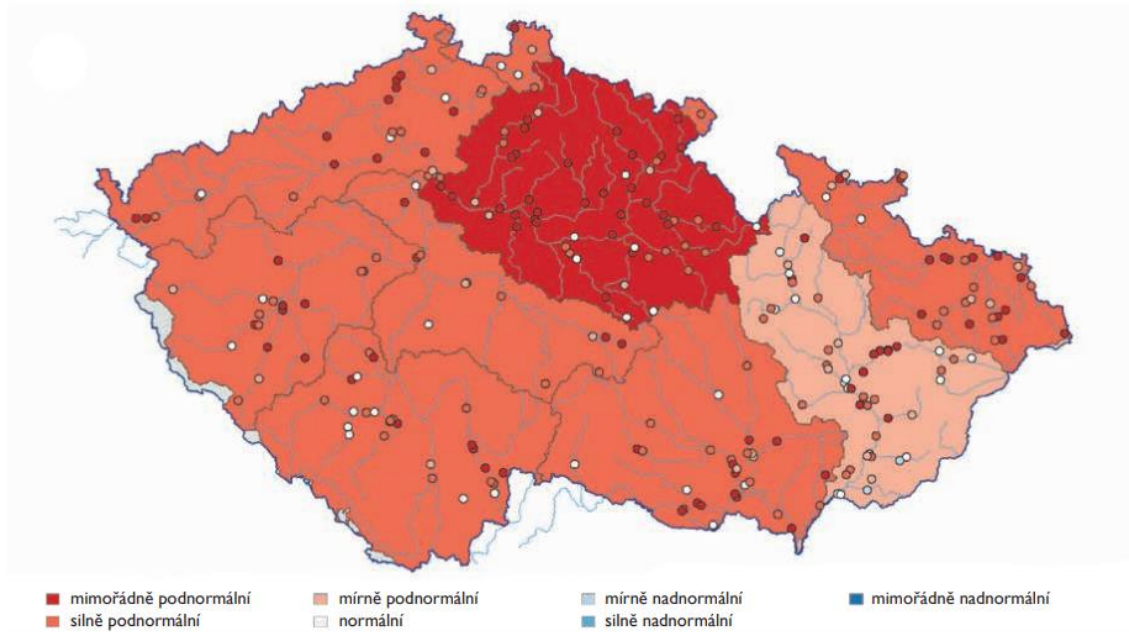 mimořádně podnormální
mírně podnormální
mírně nadnormální
mimořádně nadnormální
silně podnormální
normální
silně nadnormální